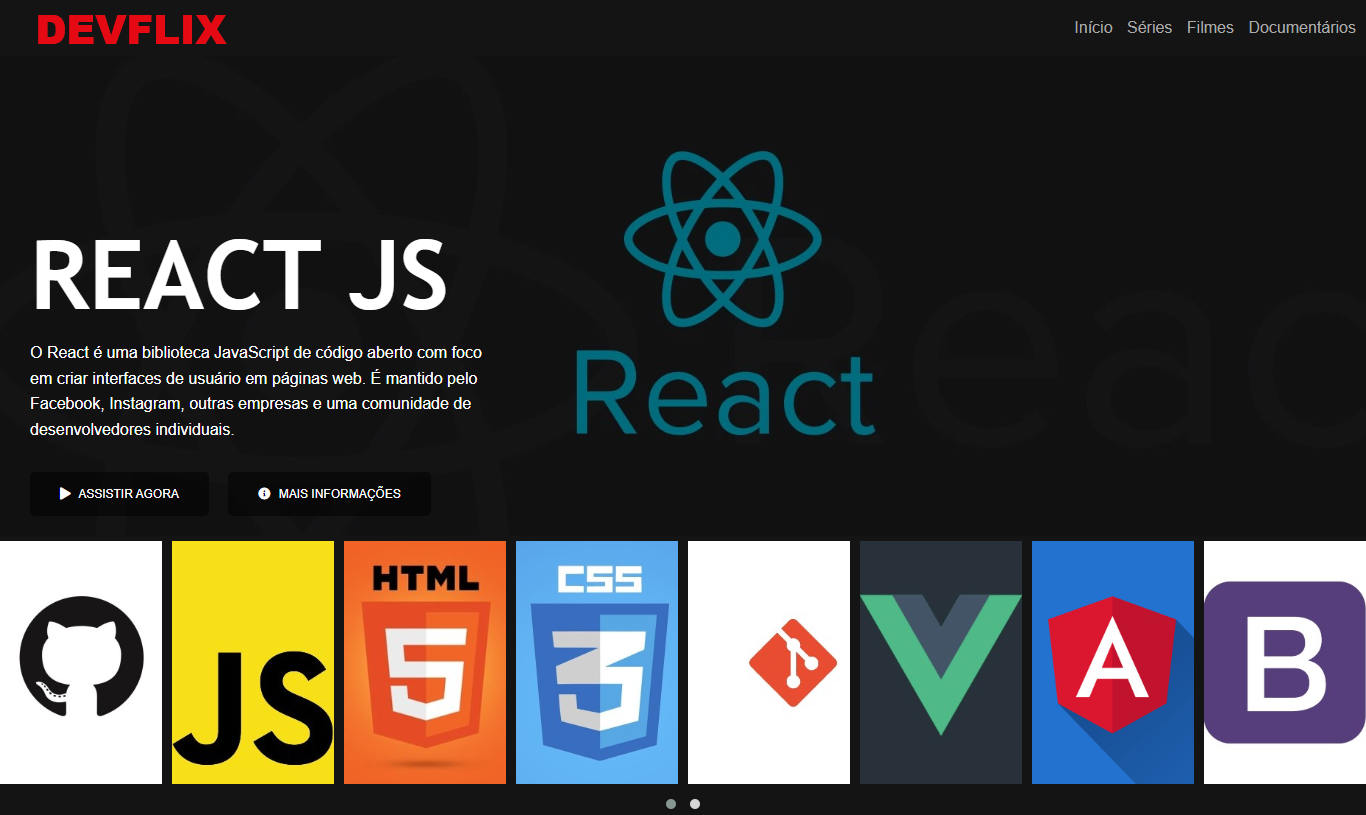 DEVFLIX
Início Séries Filmes Documentários
REACT JS
O React é uma biblioteca JavaScript de código aberto com foco
em criar interfaces de usuário em páginas web. É mantido pelo
Facebook, Instagram, outras empresas e uma comunidade de
desenvolvedores individuais.
React
React
ASSISTIR AGORA
MAIS INFORMAÇÕES
JS
HTML
5
CSS
3
A
B